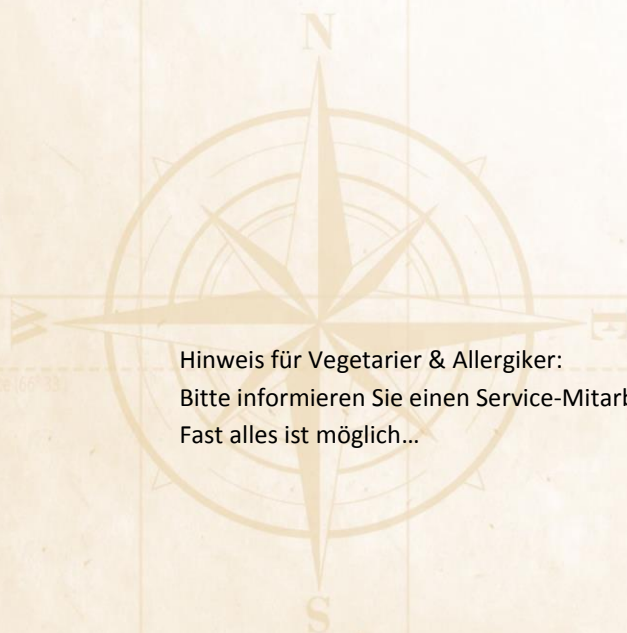 N
W
E
Hinweis für Vegetarier & Allergiker:
Bitte informieren Sie einen Service-Mitarb
Fast alles ist möglich…
S